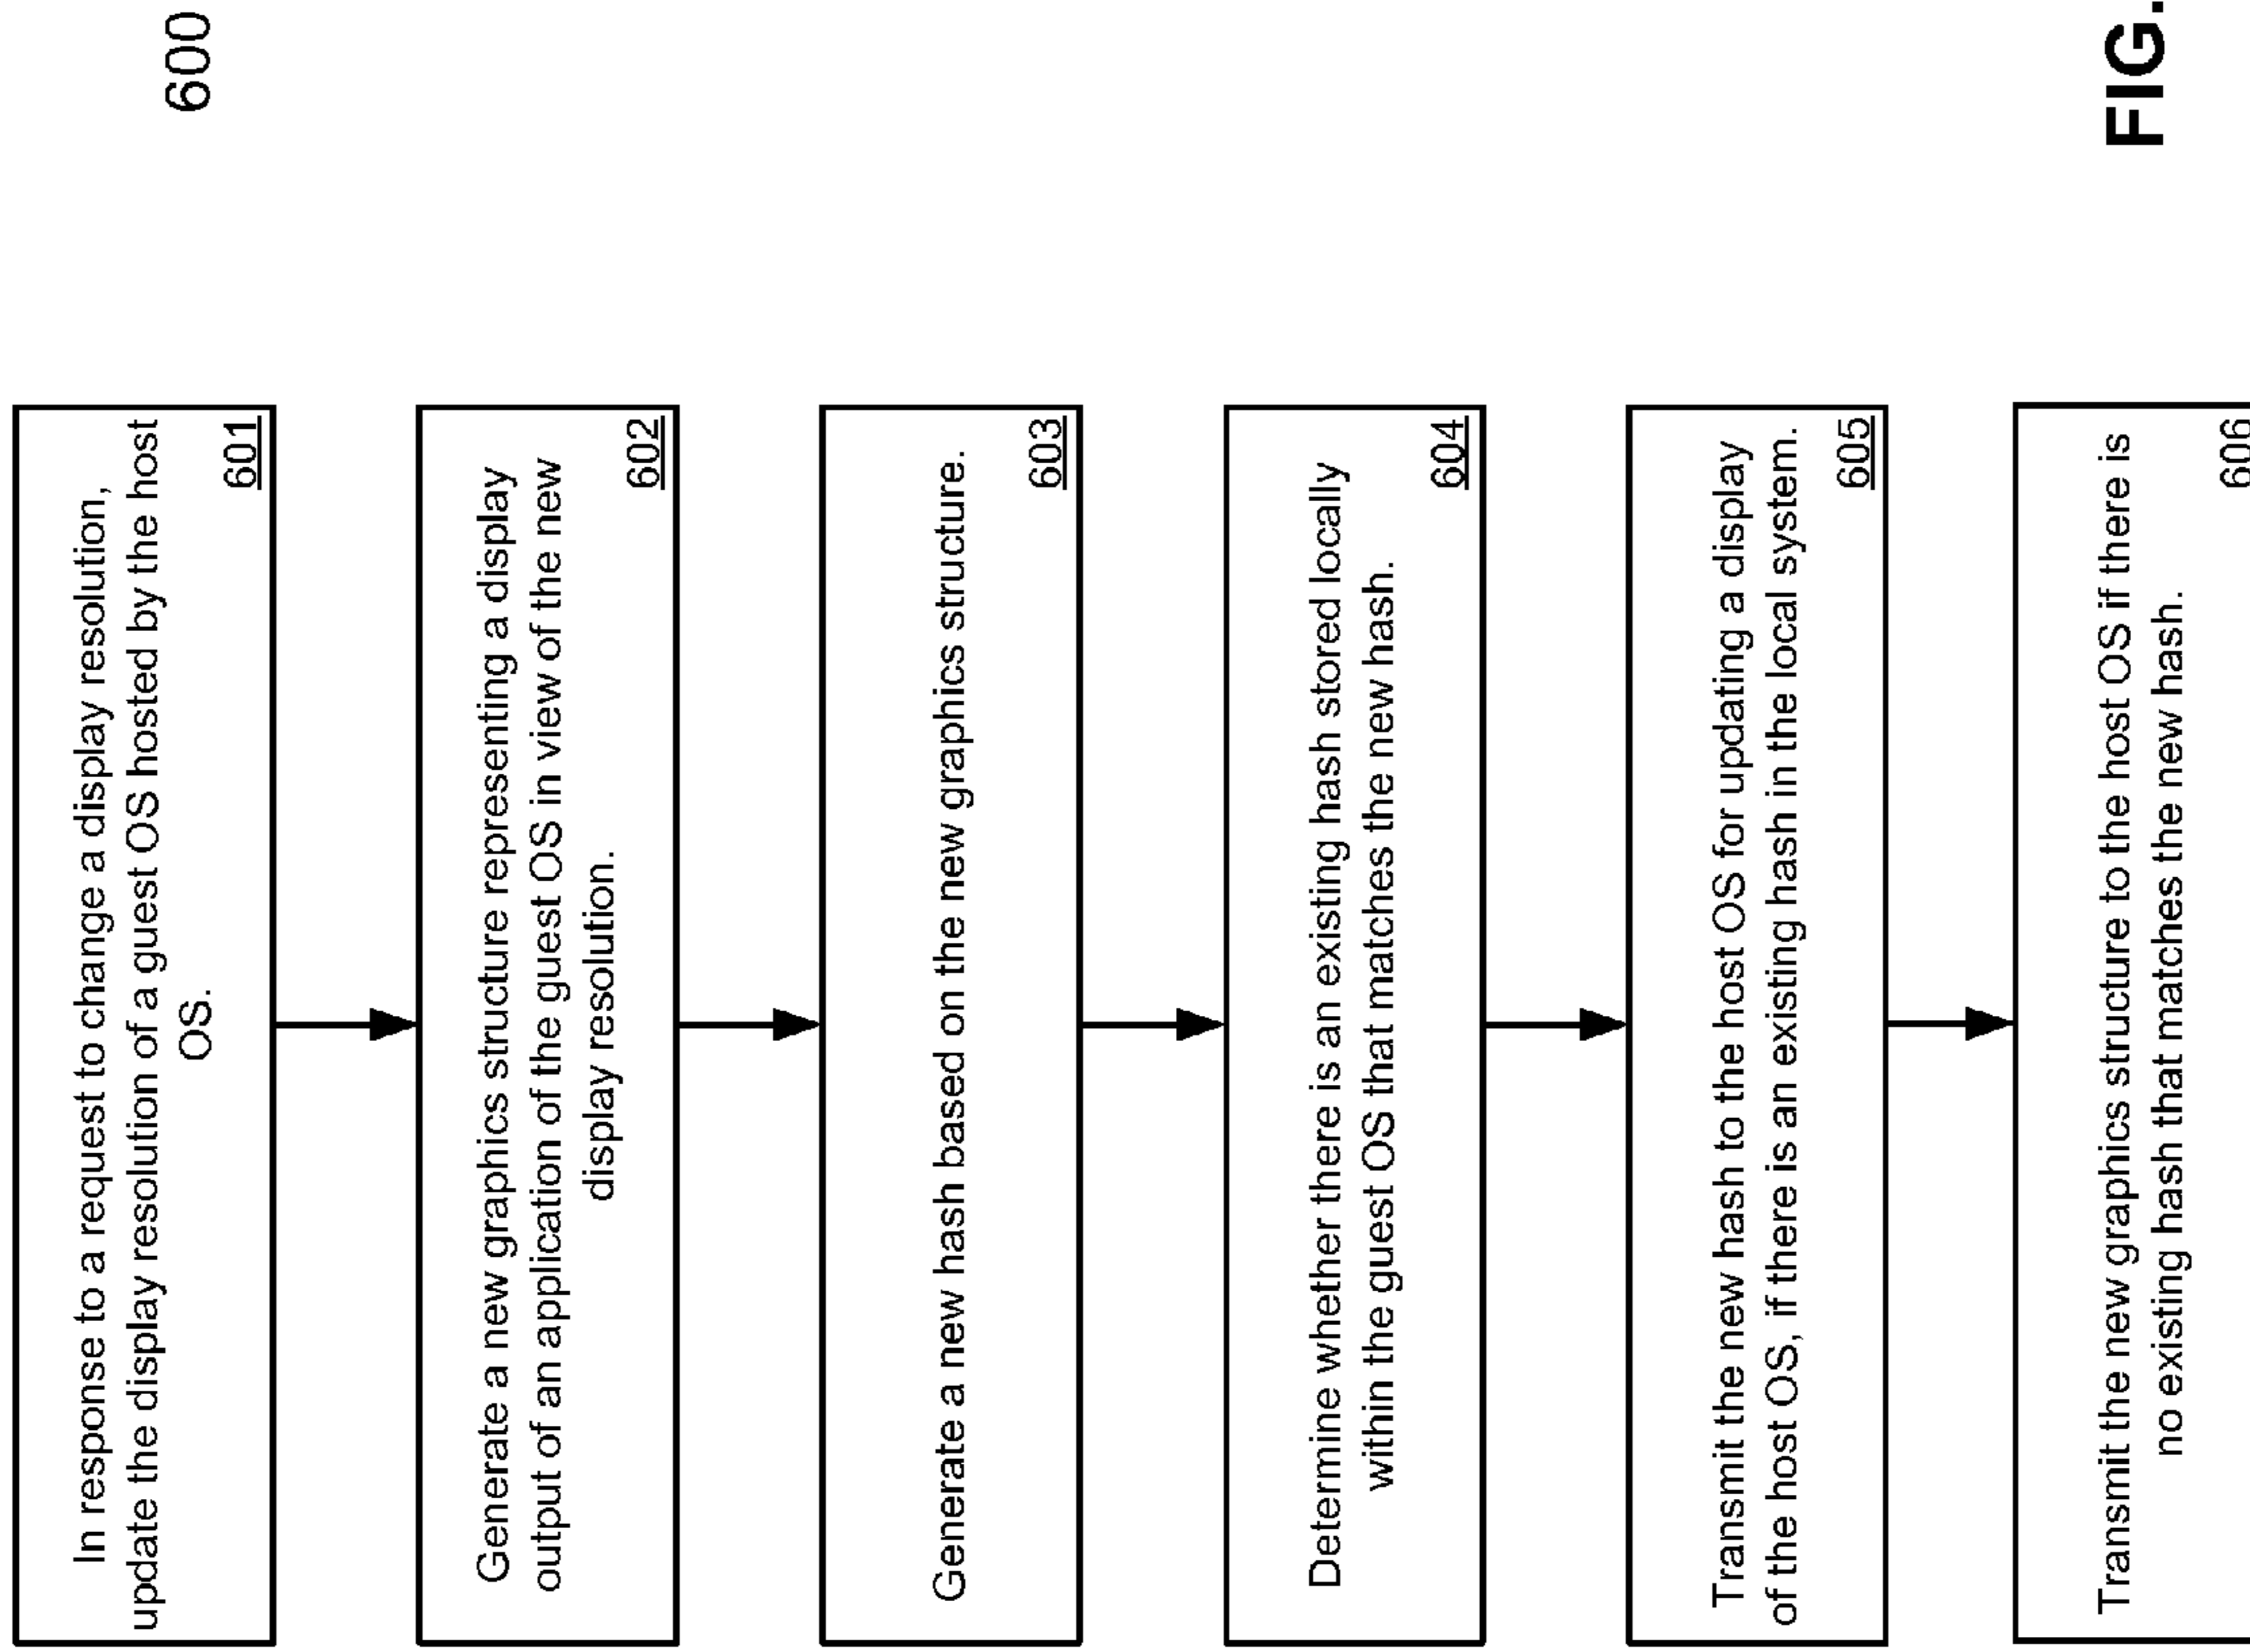 600
In response to a request to change a display resolution,
update the display resolution of a guest OS hosted by the host
OS.
601
Generate a new graphics structure representing a display
output of an application of the guest OS in view of the new
display resolution.
602
Generate a new hash based on the new graphics structure.
603
Determine whether there is an existing hash stored locally
within the guest OS that matches the new hash.
604
Transmit the new hash to the host OS for updating a display
of the host OS, if there is an existing hash in the local system.
605
Transmit the new graphics structure to the host OS if there is
no existing hash that matches the new hash.
606
FIG.